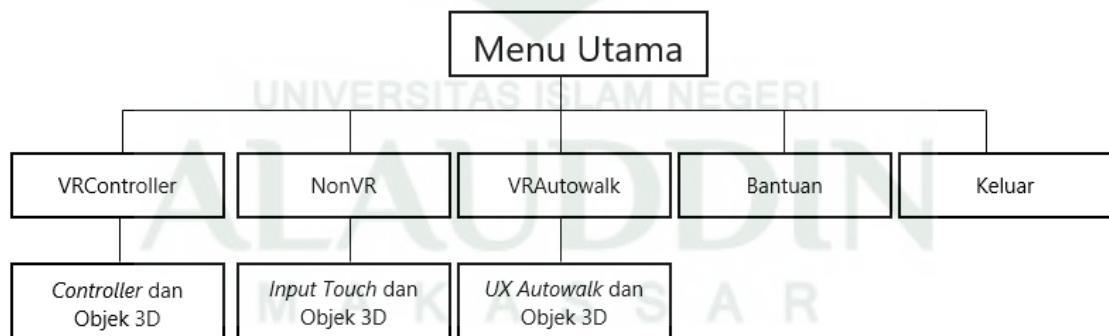 Menu Utama
UNIVERSITAS ISLAM NEGERI
VRController
NonVR
VRAutowalk
Bantuan
Keluar
ALAUDDIN
Controller dan
Objek 3D
Input Touch dan
Objek 3D
UX Autowalk dan
Objek 3D
MAKASSAR